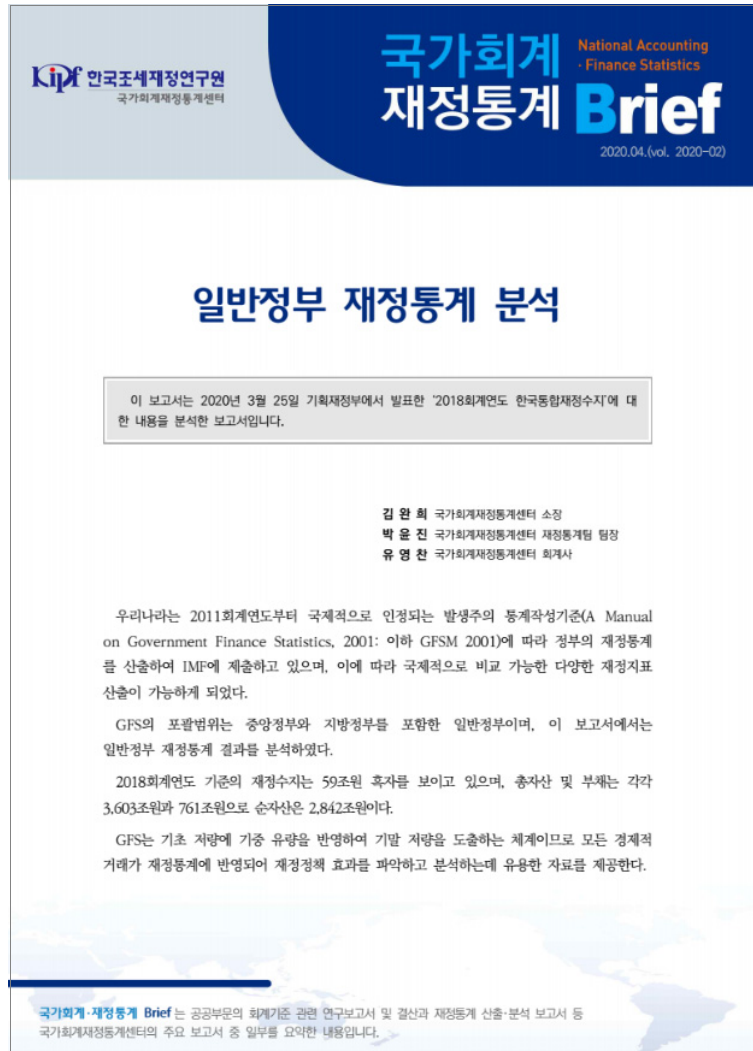 Kipf 한국조세재정연구원
국가회계재정통계센터
국가회계
재정통계 Brief
National Accounting
· Finance Statistics
2020.04.(vol. 2020-02)
일반정부 재정통계 분석
이 보고서는 2020년 3월 25일 기획재정부에서 발표한 '2018회계연도 한국통합재정수지'에 대
한 내용을 분석한 보고서입니다.
김 완 희 국가회계재정통계센터 소장
박 윤 진 국가회계재정통계센터 재정통계팀 팀장
유 영 찬 국가회계재정통계센터 회계사
우리나라는 2011회계연도부터 국제적으로 인정되는 발생주의 통계작성기준(A Manual
on Government Finance Statistics, 2001: 이하 GFSM 2001)에 따라 정부의 재정통계
를 산출하여 IMF에 제출하고 있으며, 이에 따라 국제적으로 비교 가능한 다양한 재정지표
산출이 가능하게 되었다.
GFS의 포괄범위는 중앙정부와 지방정부를 포함한 일반정부이며, 이 보고서에서는
일반정부 재정통계 결과를 분석하였다.
2018회계연도 기준의 재정수지는 59조원 흑자를 보이고 있으며, 총자산 및 부채는 각각
3,603조원과 761조원으로 순자산은 2,842조원이다.
GFS는 기초 저량에 기중 유량을 반영하여 기말 저량을 도출하는 체계이므로 모든 경제적
거래가 재정통계에 반영되어 재정정책 효과를 파악하고 분석하는데 유용한 자료를 제공한다.
국가회계·재정통계 Brief는 공공부문의 회계기준 관련 연구보고서 및 결산과 재정통계 산출·분석 보고서 등
국가회계재정통계센터의 주요 보고서 중 일부를 요약한 내용입니다.